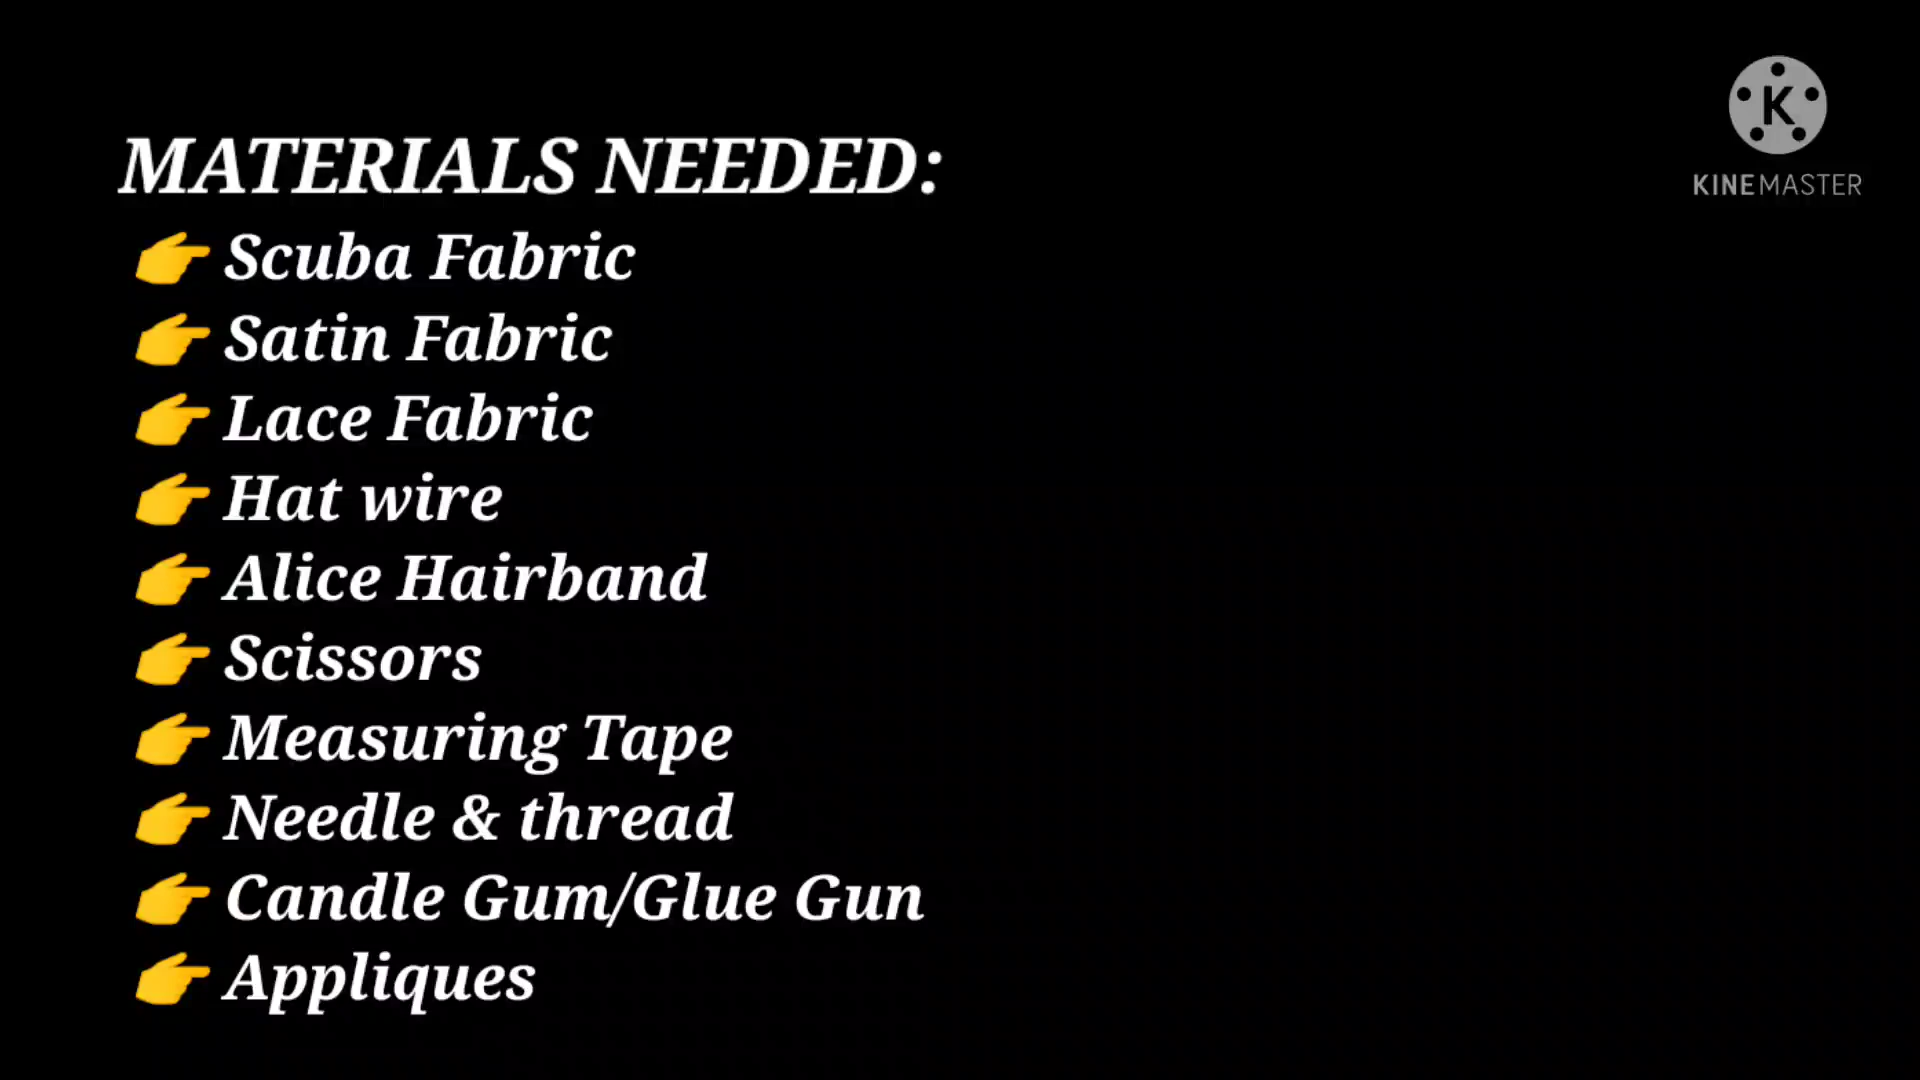 K
KINEMASTER
MATERIALS NEEDED:
👉 Scuba Fabric
👉 Satin Fabric
👉 Lace Fabric
👉 Hat wire
👉 Alice Hairband
👉 Scissors
👉 Measuring Tape
👉 Needle & thread
👉 Candle Gum/Glue Gun
👉 Appliques